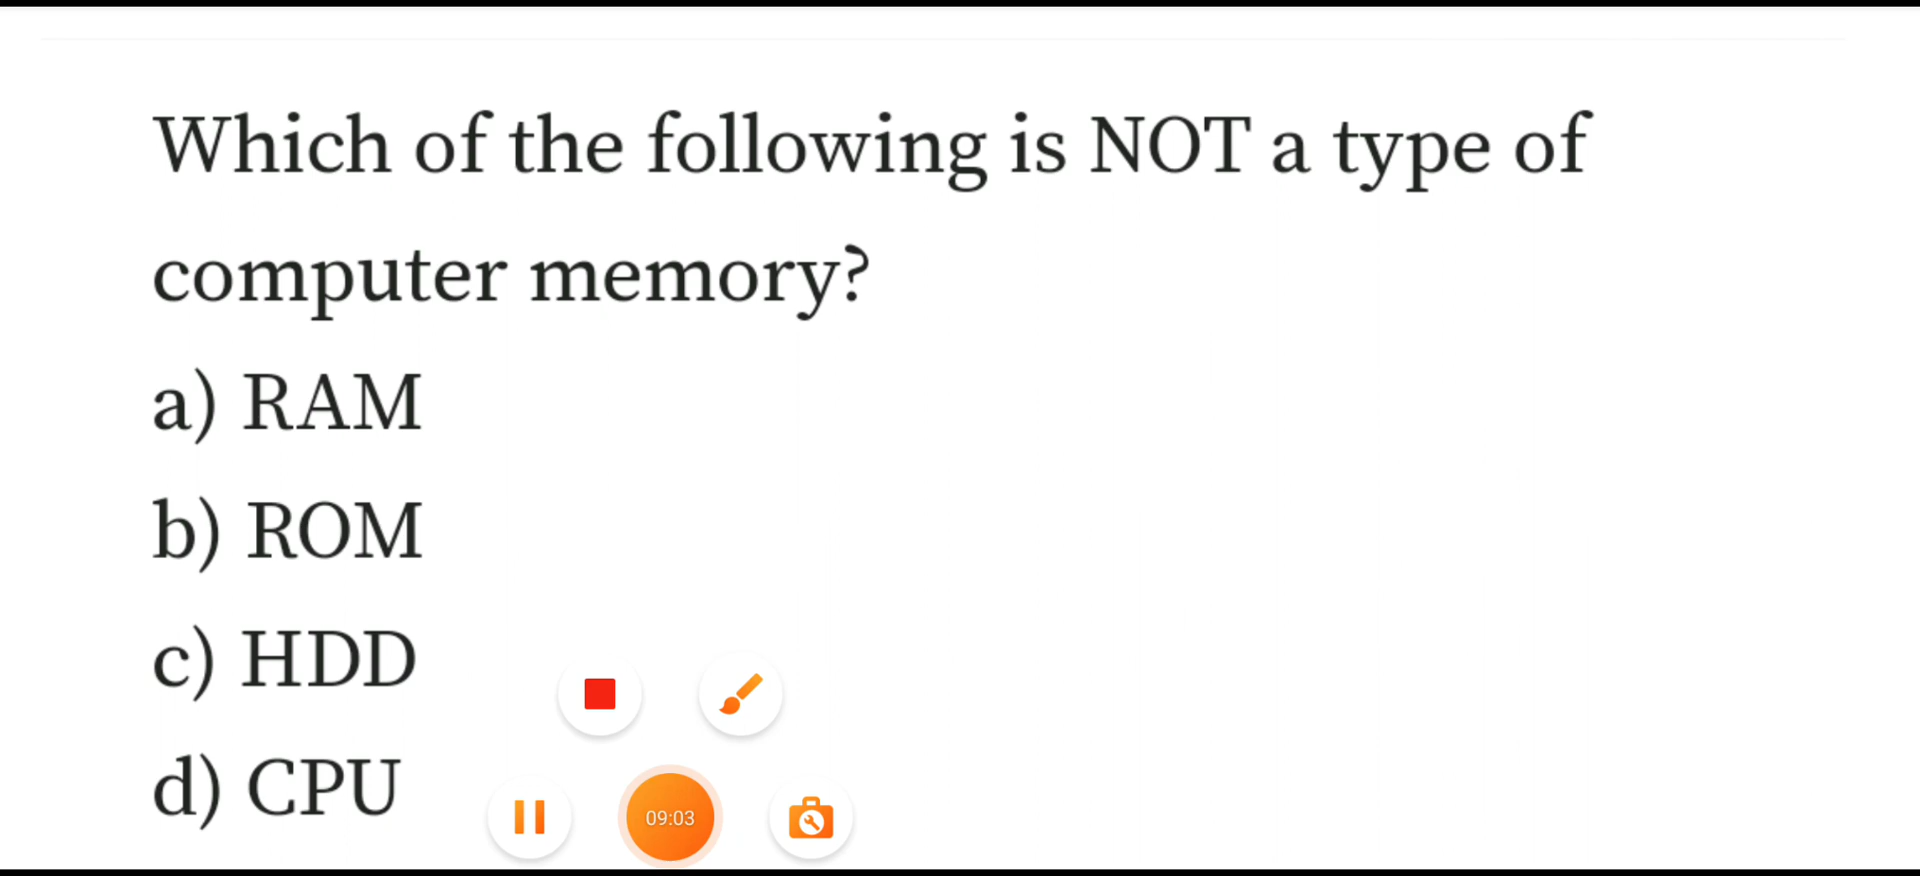 Which of the following is NOT a type of
computer memory?
a) RAM
b) ROM
c) HDD
d) CPU
09:03